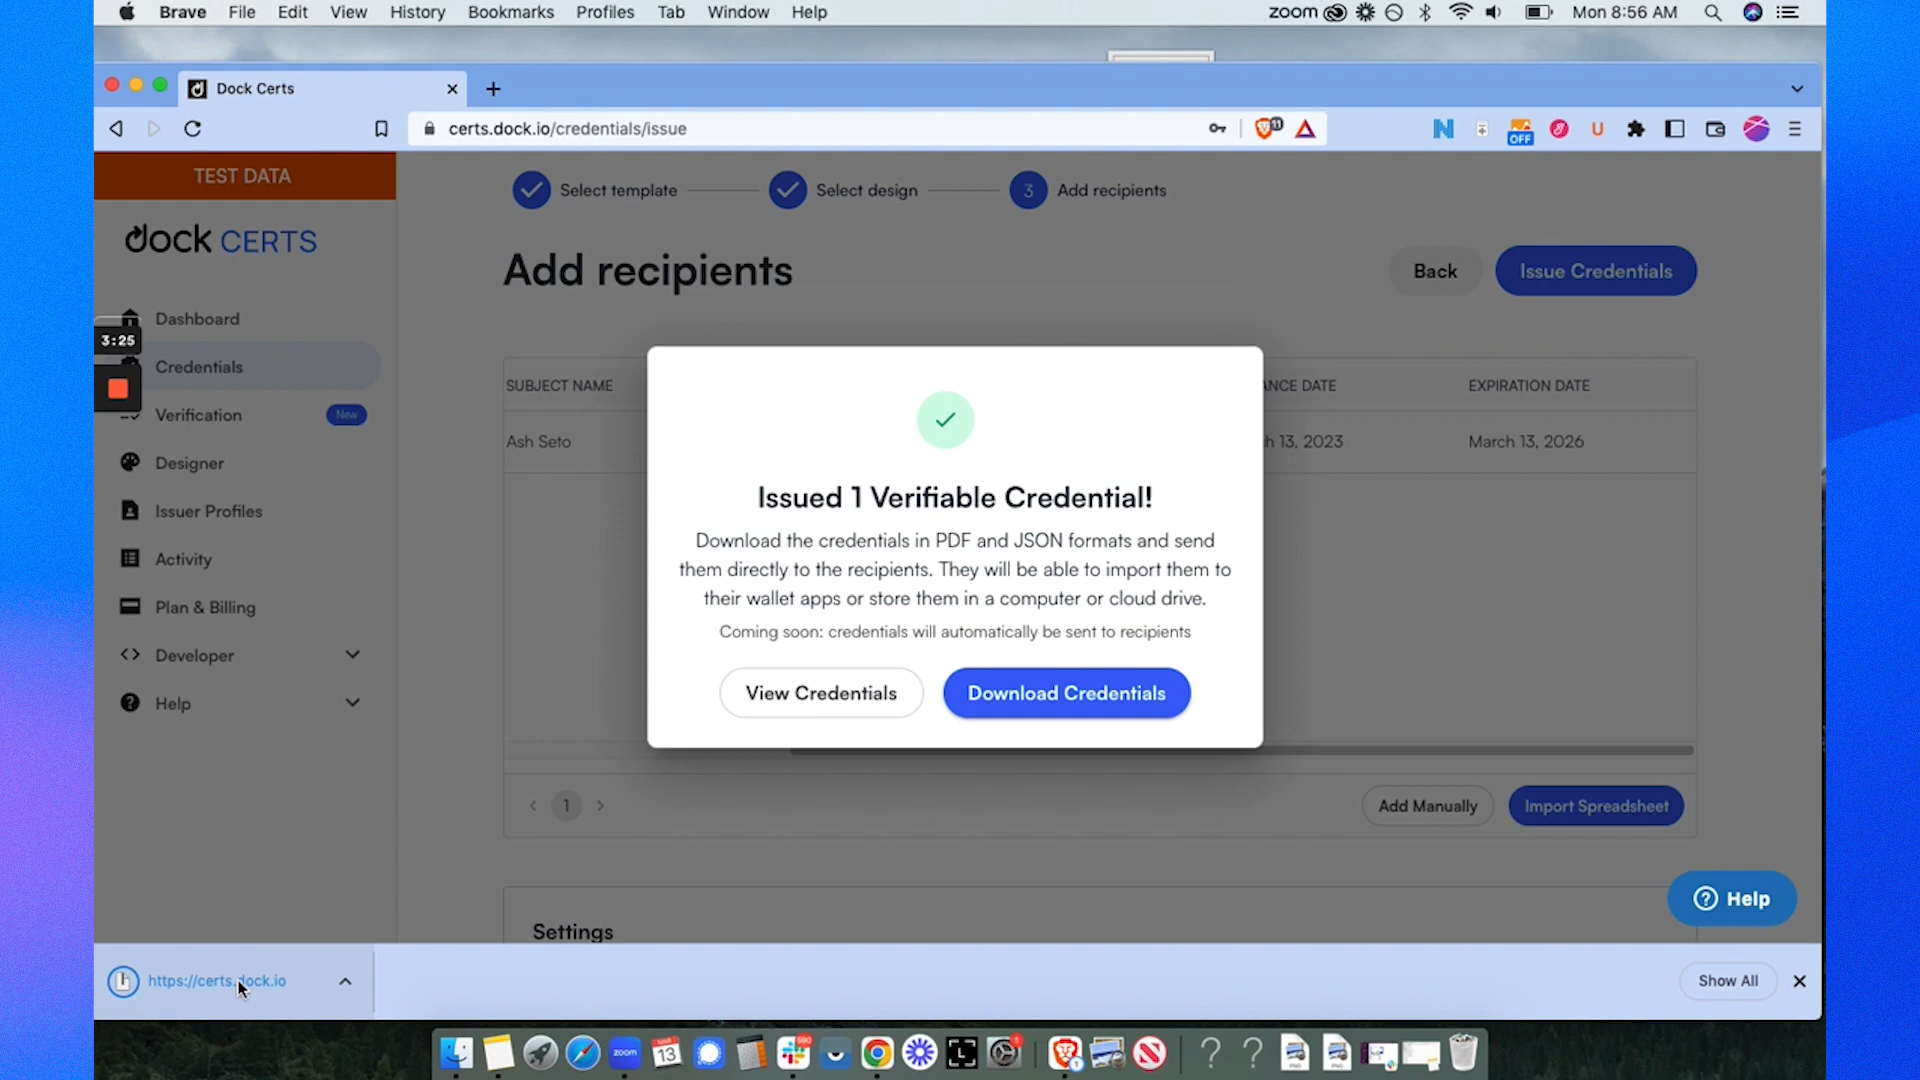 Brave File Edit View History Bookmarks Profiles Tab Window Help
zoom Mon 8:56 AM
Dock Certs
certs.dock.io/credentials/issue
11
OFF
U
TEST DATA
dock CERTS
Select template
Select design
3 Add recipients
Add recipients
Back
Issue Credentials
Dashboard
3:25
Credentials
Verification New
Designer
Issuer Profiles
Activity
Plan & Billing
Developer
Help
SUBJECT NAME
ANCE DATE
EXPIRATION DATE
Ash Seto
h 13, 2023
March 13, 2026
Issued 1 Verifiable Credential!
Download the credentials in PDF and JSON formats and send
them directly to the recipients. They will be able to import them to
their wallet apps or store them in a computer or cloud drive.
Coming soon: credentials will automatically be sent to recipients
View Credentials
Download Credentials
< 1 >
Add Manually
Import Spreadsheet
Settings
? Help
https://certs.dock.io
Show All
zoom
13